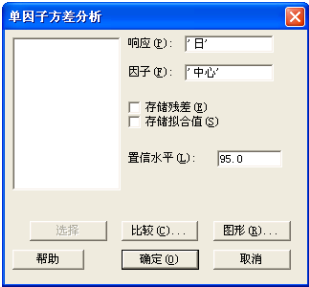 单因子方差分析
响应(P): '日'
因子(F): '中心'
存储残差(E)
存储拟合值(S)
置信水平(L): 95.0
选择
比较(C)...
图形(R)...
帮助
确定(O)
取消